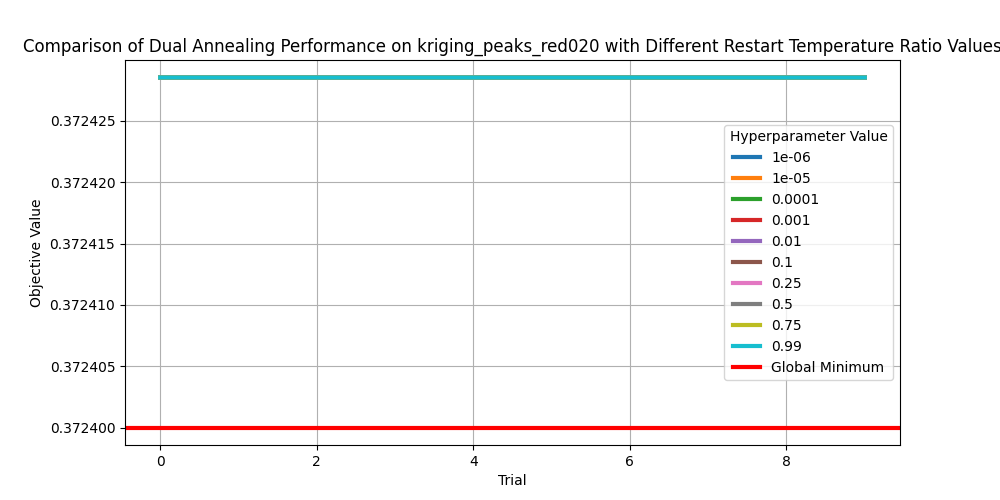 Comparison of Dual Annealing Performance on kriging_peaks_red020 with Different Restart Temperature Ratio Values
Objective Value
0.372425
0.372420
0.372415
0.372410
0.372405
0.372400
Hyperparameter Value
1e-06
1e-05
0.0001
0.001
0.01
0.1
0.25
0.5
0.75
0.99
Global Minimum
0 2 4 6 8
Trial